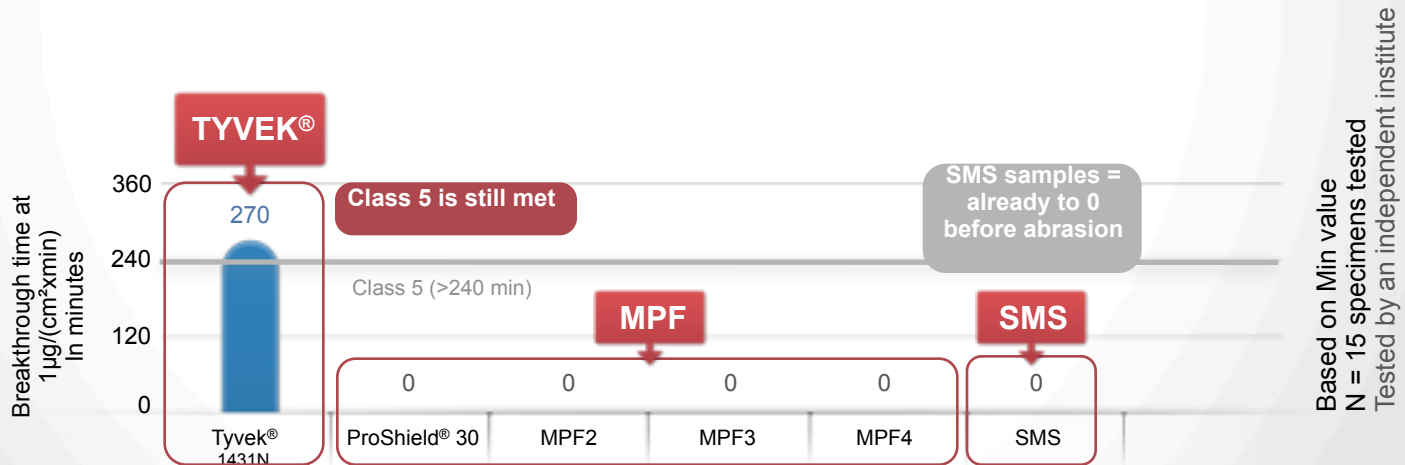 TYVEK®
360
270
Class 5 is still met
SMS samples =
already to 0
before abrasion
240
Class 5 (>240 min)
MPF
SMS
120
0
0
0
0
0
0
Tyvek®
1431N
ProShield® 30
MPF2
MPF3
MPF4
SMS
Breakthrough time at
1µg/(cm²xmin)
In minutes
Based on Min value
N = 15 specimens tested
Tested by an independent institute